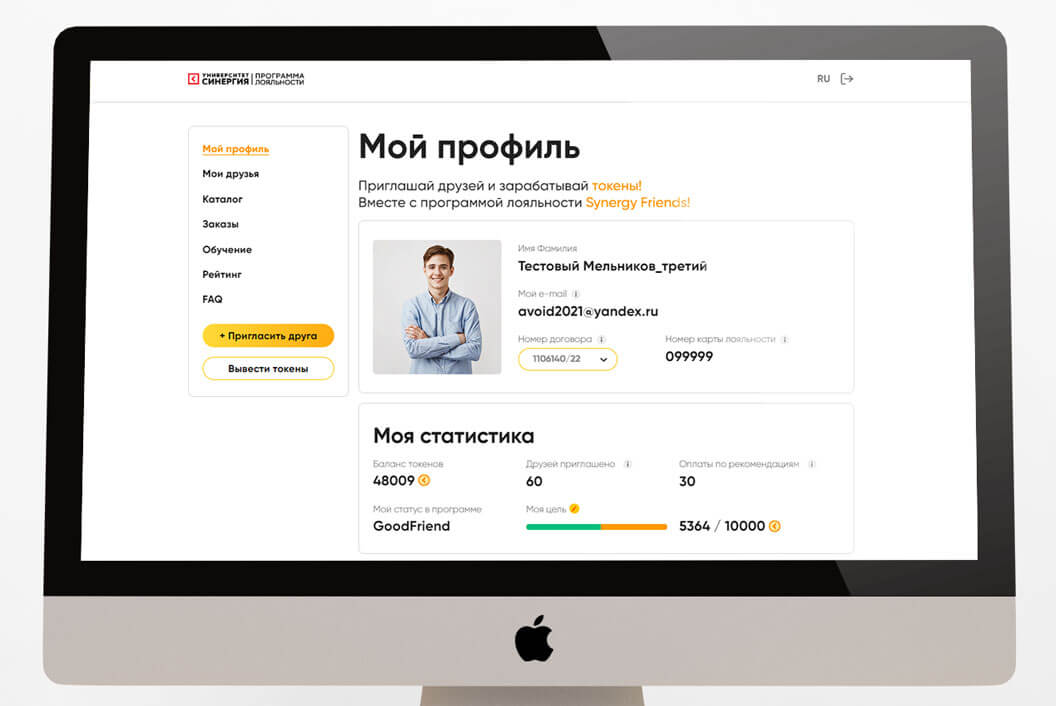 УНИВЕРСИТЕТ СИНЕРГИЯ | ПРОГРАММА ЛОЯЛЬНОСТИ
RU
Мой профиль
Мои друзья
Каталог
Заказы
Обучение
Рейтинг
FAQ
+ Пригласить друга
Вывести токены
Мой профиль
Приглашай друзей и зарабатывай токены!
Вместе с программой лояльности Synergy Friends!
Имя Фамилия
Тестовый Мельников_третий
Мой e-mail
avoid2021@yandex.ru
Номер договора
1106140/22
Номер карты лояльности
099999
Моя статистика
Баланс токенов
48009
Друзей приглашено
60
Оплаты по рекомендациям
30
Мой статус в программе
GoodFriend
Моя цель
5364 / 10000